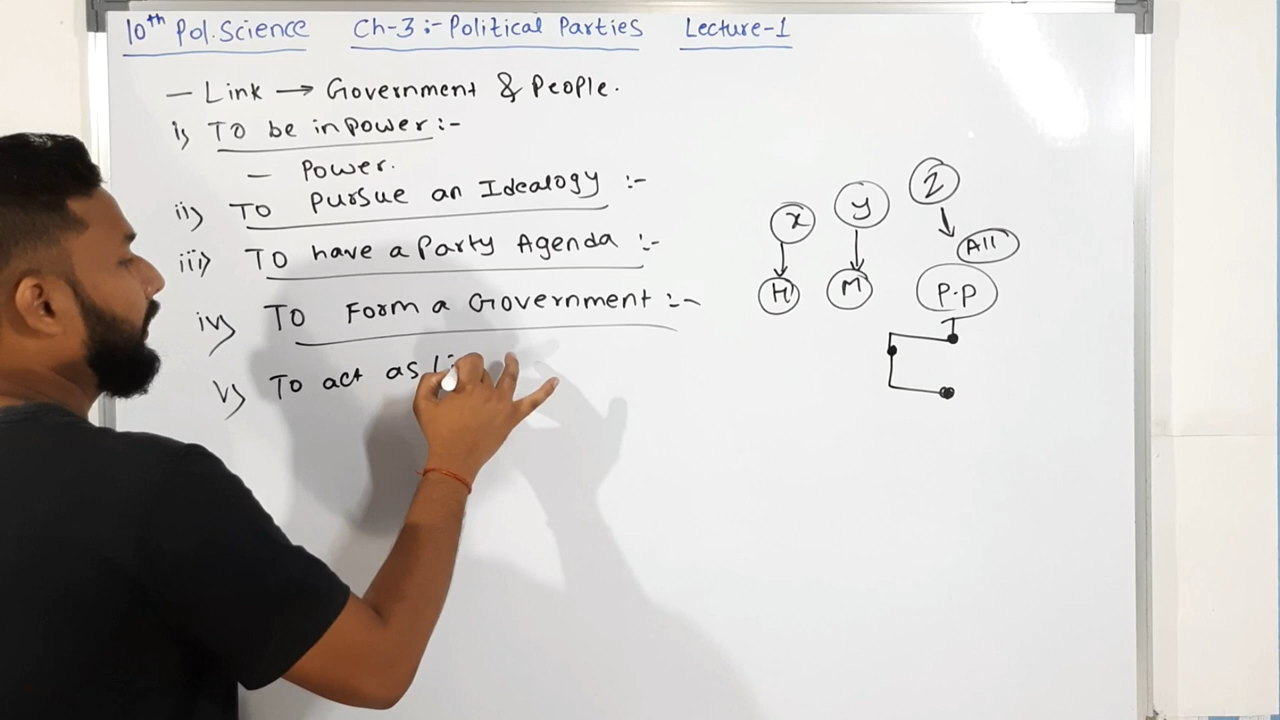 10th Pol.Science Ch-3:- Political Parties Lecture-1
— Link → Government & People.
i) To be in power:-
— Power.
ii) To pursue an Idealogy :-
iii) To have a Party Agenda :-
iv) To Form a Government :-
v) To act as li
x y Z
H M All
P.P